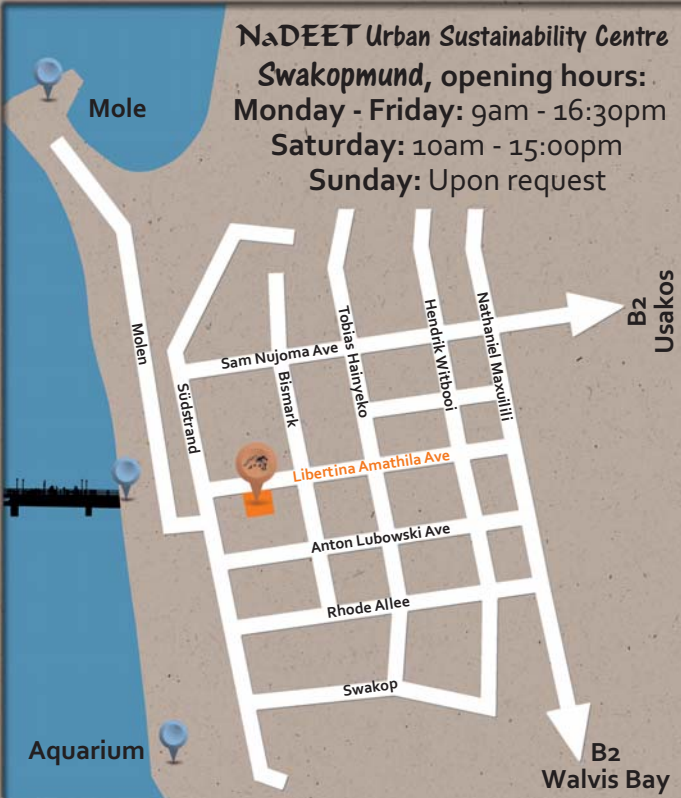 NaDEET Urban Sustainability Centre
Swakopmund, opening hours:
Monday - Friday: 9am - 16:30pm
Saturday: 10am - 15:00pm
Sunday: Upon request
Mole
B2
Usakos
Molen
Südstrand
Sam Nujoma Ave
Bismark
Tobias Hainyeko
Hendrik Witbooi
Nathaniel Maxuilili
Libertina Amathila Ave
Anton Lubowski Ave
Rhode Allee
Swakop
Aquarium
B2
Walvis Bay